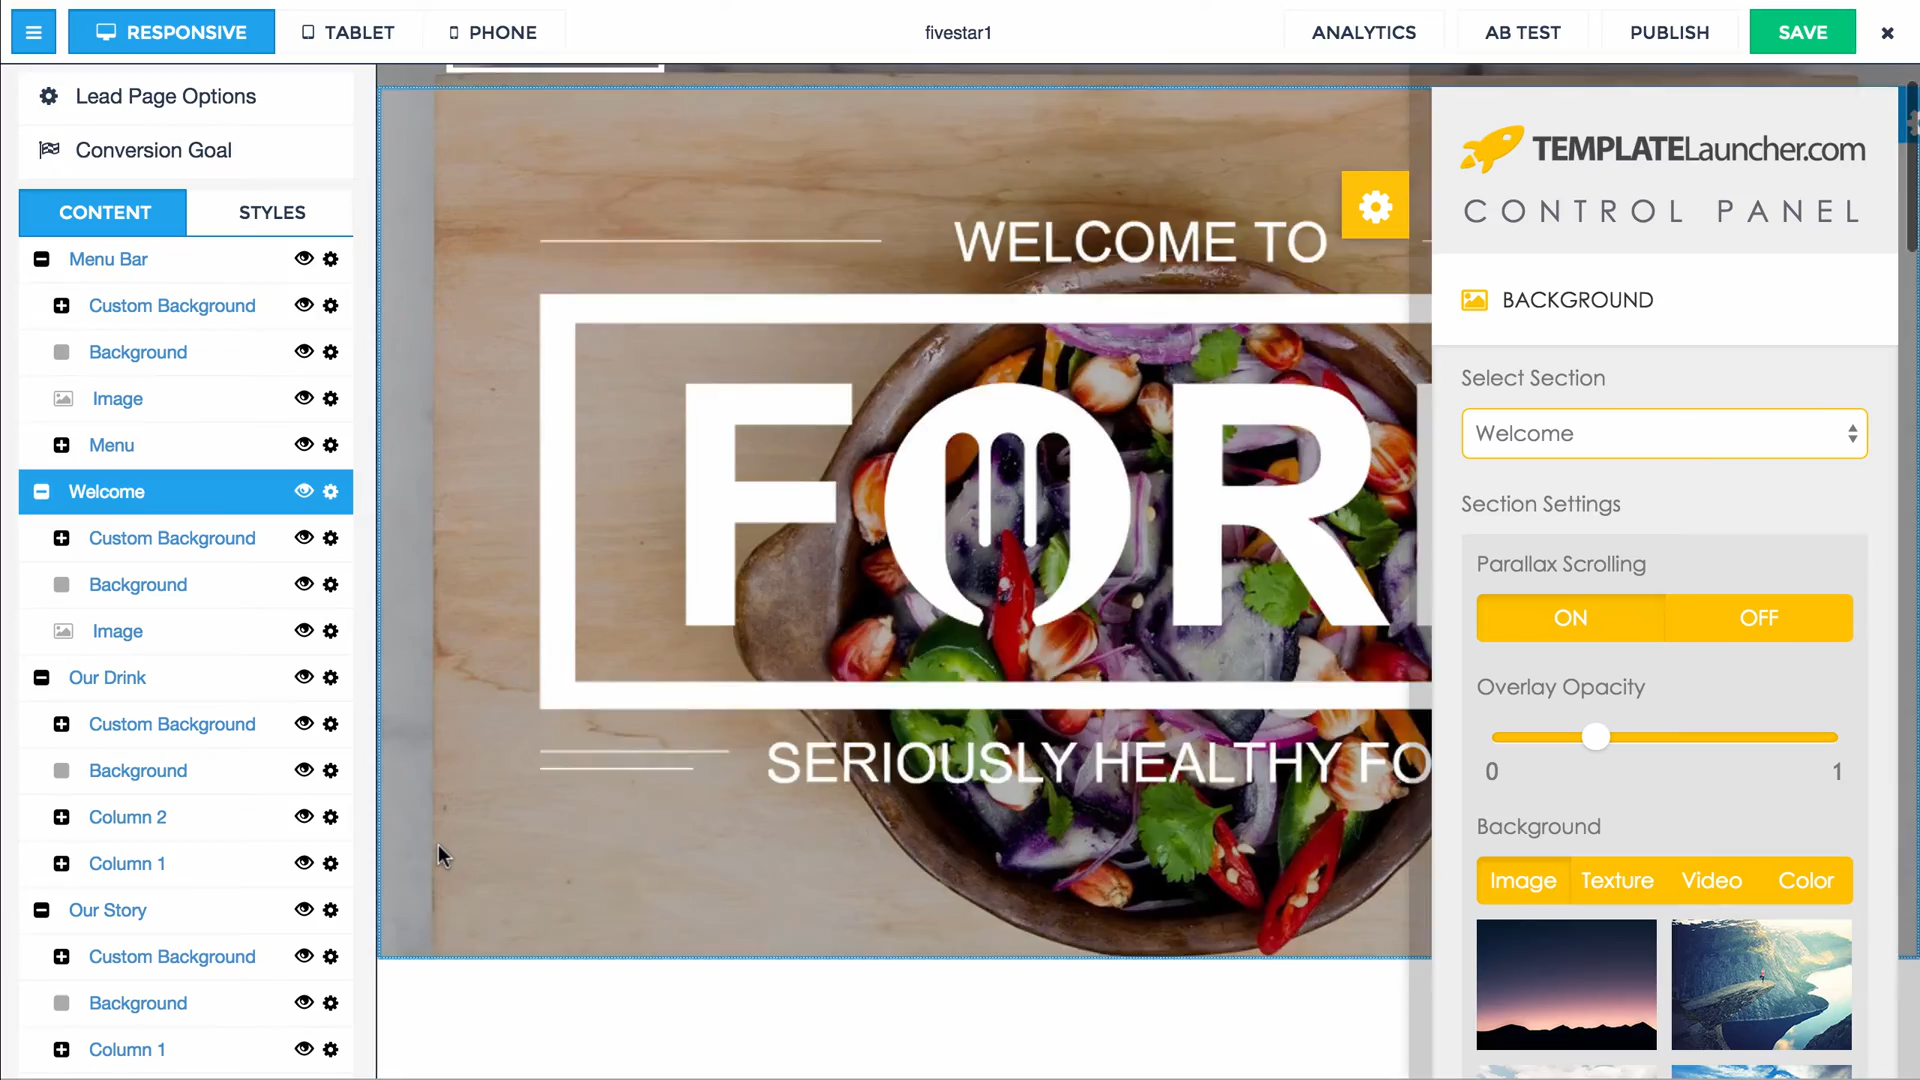 RESPONSIVE
TABLET
PHONE
fivestar1
ANALYTICS
AB TEST
PUBLISH
SAVE
Lead Page Options
Conversion Goal
CONTENT
STYLES
Menu Bar
Custom Background
Background
Image
Menu
Welcome
Custom Background
Background
Image
Our Drink
Custom Background
Background
Column 2
Column 1
Our Story
Custom Background
Background
Column 1
WELCOME TO
FOR
SERIOUSLY HEALTHY FO
TEMPLATELauncher.com
CONTROL PANEL
BACKGROUND
Select Section
Welcome
Section Settings
Parallax Scrolling
ON OFF
Overlay Opacity
0 1
Background
Image Texture Video Color